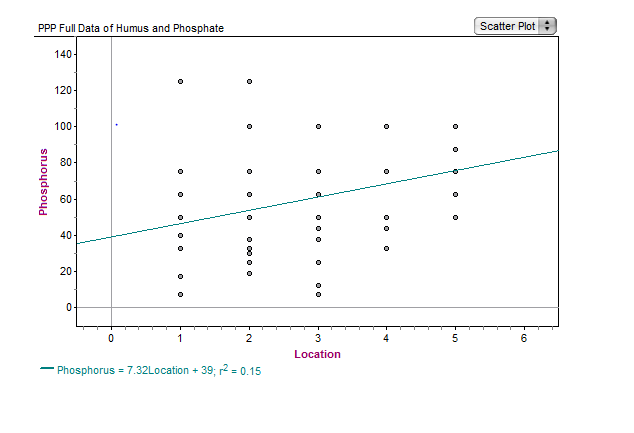 PPP Full Data of Humus and Phosphate
Scatter Plot
140
120
100
80
60
40
20
0
Phosphorus
0 1 2 3 4 5 6
Location
Phosphorus = 7.32Location + 39; r² = 0.15